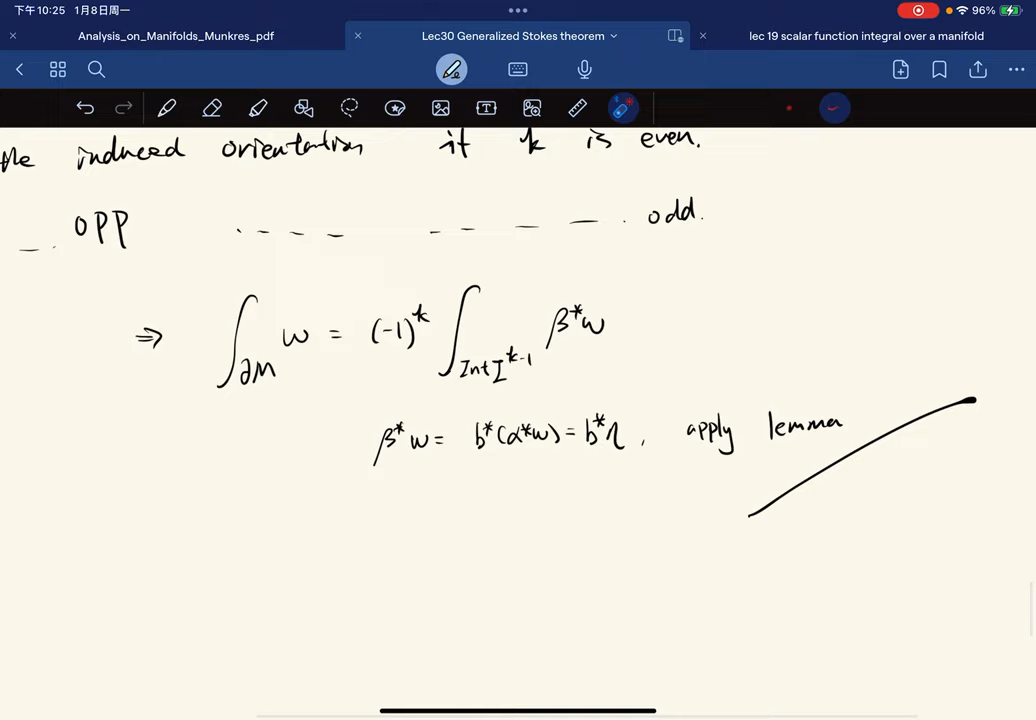 下午10:25 1月8日周一
96%
Analysis_on_Manifolds_Munkres_pdf
Lec30 Generalized Stokes theorem
lec 19 scalar function integral over a manifold
the induced orientation if k is even.
opp odd.
⇒ ∫_{∂M} ω = (-1)^k ∫_{Int I^{k-1}} β*ω
β*ω = b*(α*ω) = b*η, apply lemma